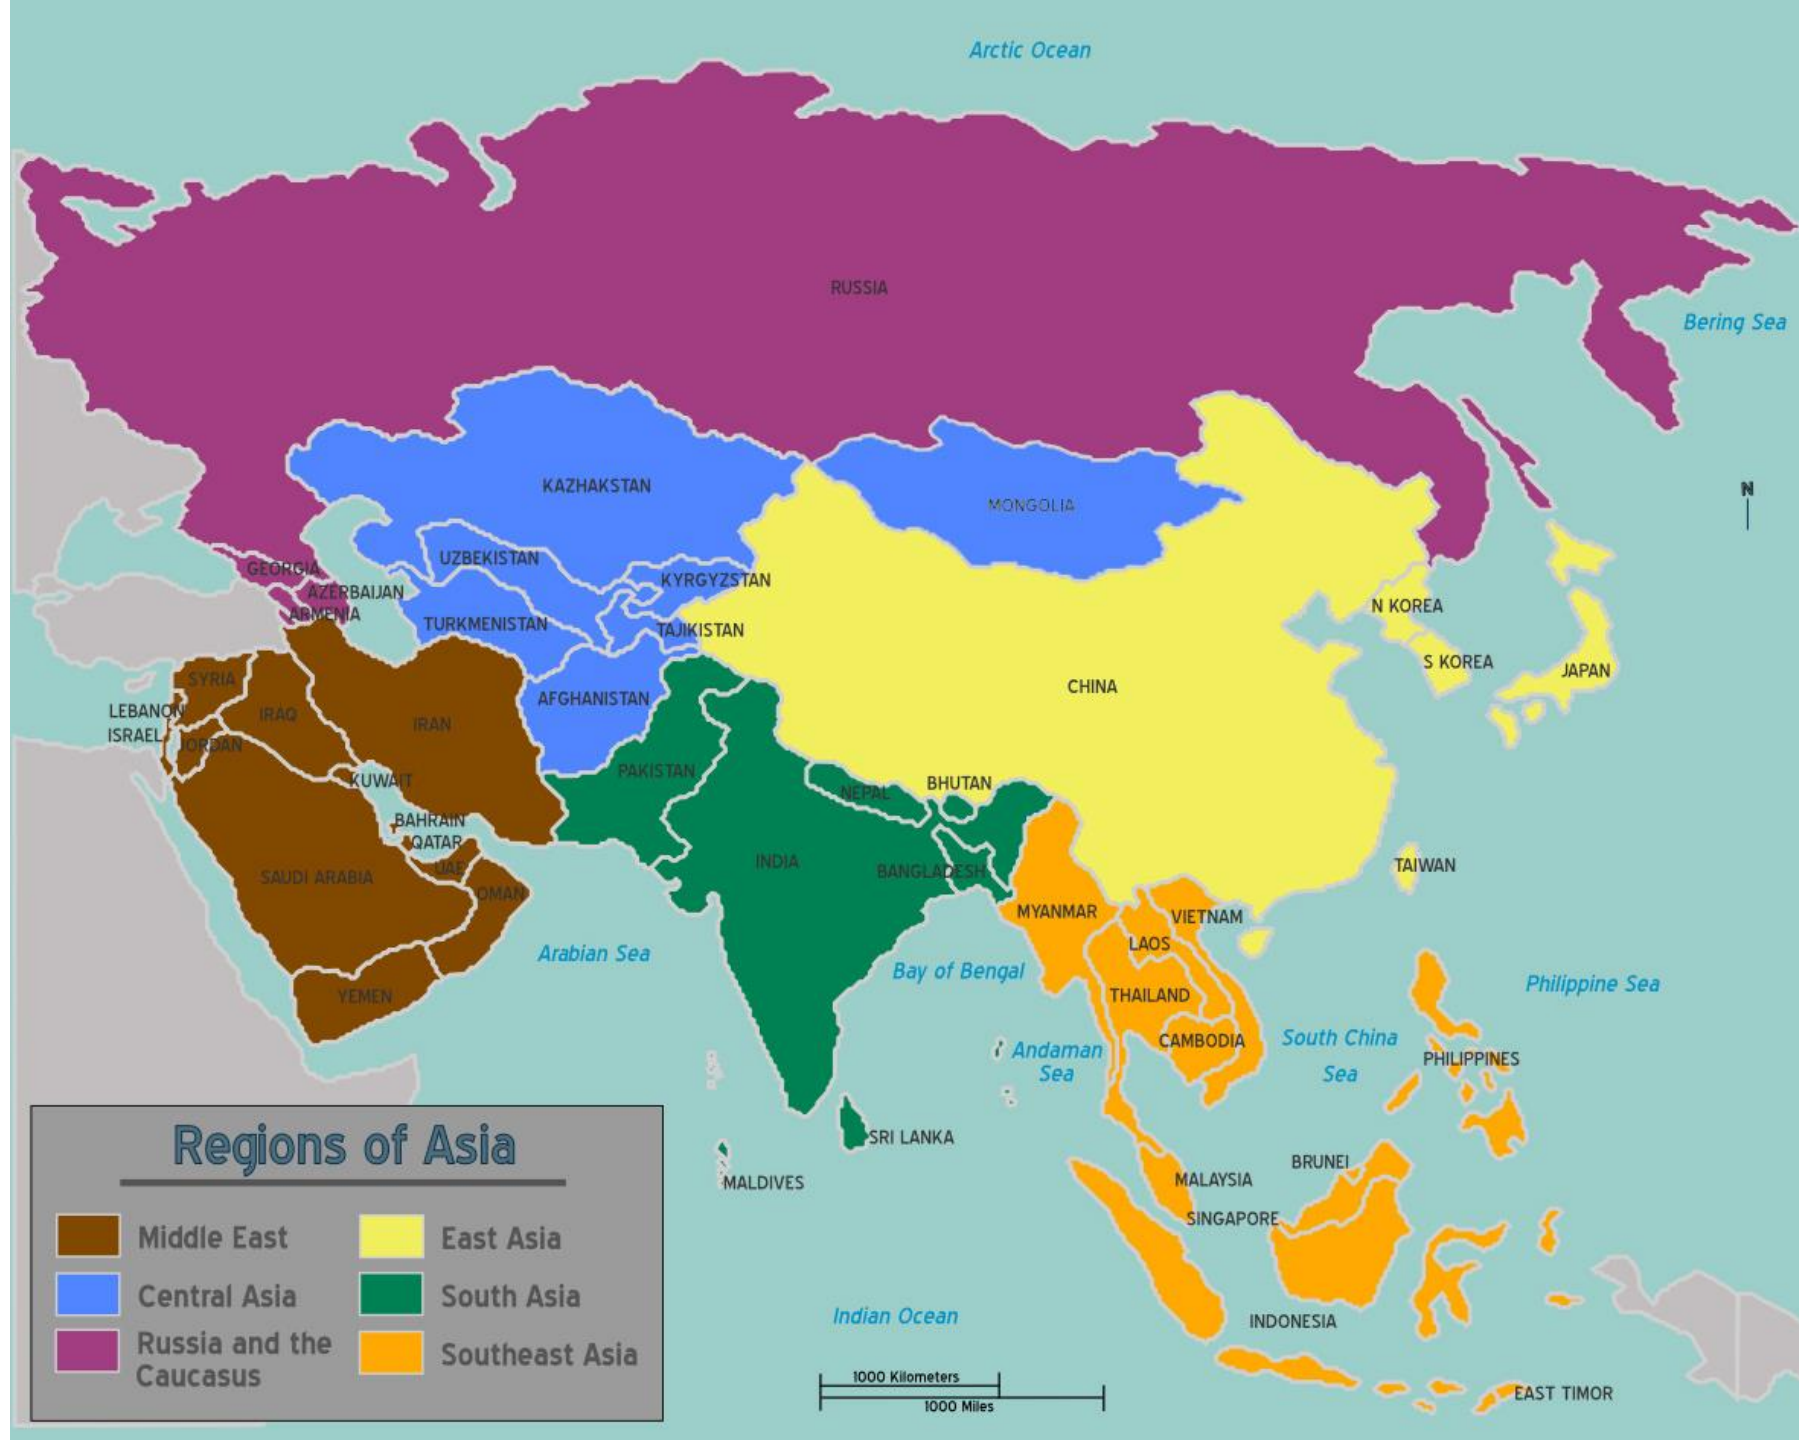 Arctic Ocean
RUSSIA
Bering Sea
KAZHAKSTAN
MONGOLIA
N
UZBEKISTAN
GEORGIA
KYRGYZSTAN
AZERBAIJAN
N KOREA
ARMENIA
TURKMENISTAN
TAJIKISTAN
S KOREA
JAPAN
SYRIA
CHINA
AFGHANISTAN
LEBANON
IRAQ
IRAN
ISRAEL
JORDAN
PAKISTAN
KUWAIT
BHUTAN
NEPAL
BAHRAIN
QATAR
INDIA
TAIWAN
UAE
BANGLADESH
SAUDI ARABIA
OMAN
MYANMAR
VIETNAM
LAOS
Arabian Sea
Bay of Bengal
Philippine Sea
YEMEN
THAILAND
South China
Sea
CAMBODIA
Andaman
Sea
PHILIPPINES
SRI LANKA
Regions of Asia
BRUNEI
MALAYSIA
MALDIVES
SINGAPORE
Middle East
East Asia
Central Asia
South Asia
Indian Ocean
INDONESIA
Russia and the
Caucasus
Southeast Asia
1000 Kilometers
1000 Miles
EAST TIMOR